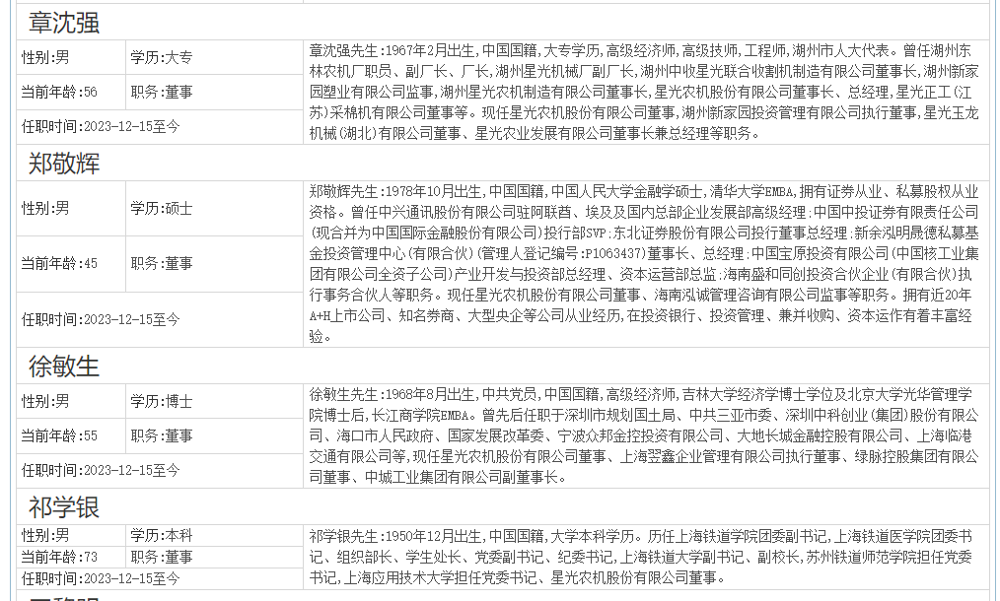 章沈强
性别:男
学历:大专
当前年龄:56
职务:董事
任职时间:2023-12-15至今
章沈强先生:1967年2月出生,中国国籍,大专学历,高级经济师,高级技师,工程师,湖州市人大代表。曾任湖州东
林农机厂职员、副厂长、厂长,湖州星光机械厂副厂长,湖州中收星光联合收割机制造有限公司董事长,湖州新家
园塑业有限公司监事,湖州星光农机制造有限公司董事长,星光农机股份有限公司董事长、总经理,星光正工(江
苏)采棉机有限公司董事等。现任星光农机股份有限公司董事,湖州新家园投资管理有限公司执行董事,星光玉龙
机械(湖北)有限公司董事、星光农业发展有限公司董事长兼总经理等职务。
郑敬辉
性别:男
学历:硕士
当前年龄:45
职务:董事
任职时间:2023-12-15至今
郑敬辉先生:1978年10月出生,中国国籍,中国人民大学金融学硕士,清华大学EMBA,拥有证券从业、私募股权从业
资格。曾任中兴通讯股份有限公司驻阿联酋、埃及及国内总部企业发展部高级经理;中国中投证券有限责任公司
(现合并为中国国际金融股份有限公司)投行部SVP;东北证券股份有限公司投行董事总经理;新余泓明晟德私募基
金投资管理中心(有限合伙)(管理人登记编号:P1063437)董事长、总经理;中国宝原投资有限公司(中国核工业集
团有限公司全资子公司)产业开发与投资部总经理、资本运营部总监;海南盛和同创投资合伙企业(有限合伙)执
行事务合伙人等职务。现任星光农机股份有限公司董事、海南泓诚管理咨询有限公司监事等职务。拥有近20年
A+H上市公司、知名券商、大型央企等公司从业经历,在投资银行、投资管理、兼并收购、资本运作有着丰富经
验。
徐敏生
性别:男
学历:博士
当前年龄:55
职务:董事
任职时间:2023-12-15至今
徐敏生先生:1968年8月出生,中共党员,中国国籍,高级经济师,吉林大学经济学博士学位及北京大学光华管理学
院博士后,长江商学院EMBA。曾先后任职于深圳市规划国土局、中共三亚市委、深圳中科创业(集团)股份有限公
司、海口市人民政府、国家发展改革委、宁波众邦金控投资有限公司、大地长城金融控股有限公司、上海临港
交通有限公司等,现任星光农机股份有限公司董事、上海翌鑫企业管理有限公司执行董事、绿脉控股集团有限公
司董事、中城工业集团有限公司副董事长。
祁学银
性别:男
学历:本科
当前年龄:73
职务:董事
任职时间:2023-12-15至今
祁学银先生:1950年12月出生,中国国籍,大学本科学历。历任上海铁道学院团委副书记,上海铁道医学院团委书
记、组织部长、学生处长、党委副书记、纪委书记,上海铁道大学副书记、副校长,苏州铁道师范学院担任党委
书记,上海应用技术大学担任党委书记、星光农机股份有限公司董事。